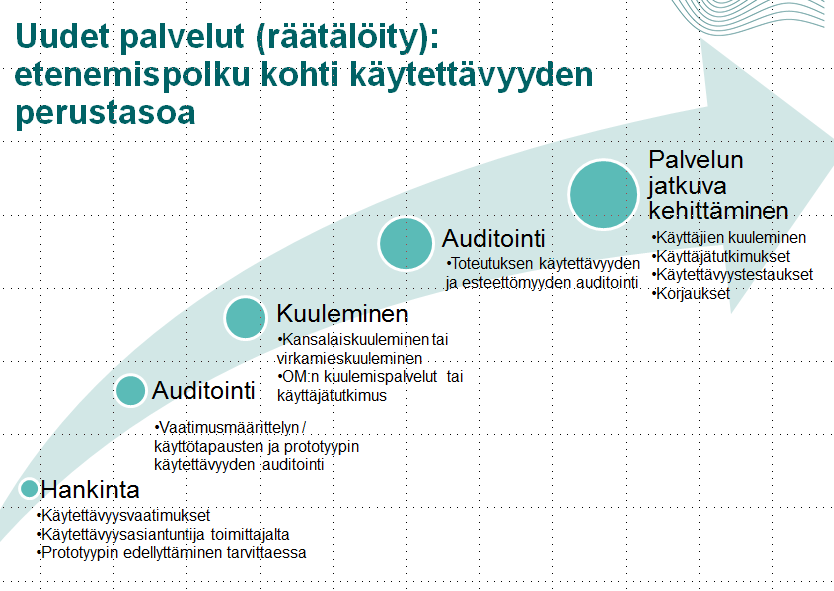 Uudet palvelut (räätälöity):
etenemispolku kohti käytettävyyden
perustasoa
Palvelun
jatkuva
kehittäminen
•Käyttäjien kuuleminen
•Käyttäjätutkimukset
•Käytettävyystestaukset
•Korjaukset
Auditointi
•Toteutuksen käytettävyyden
ja esteettömyyden auditointi
Kuuleminen
•Kansalaiskuuleminen tai
virkamieskuuleminen
•OM:n kuulemispalvelut tai
käyttäjätutkimus
Auditointi
•Vaatimusmäärittelyn /
käyttötapausten ja prototyypin
käytettävyyden auditointi
Hankinta
•Käytettävyysvaatimukset
•Käytettävyysasiantuntija toimittajalta
•Prototyypin edellyttäminen tarvittaessa